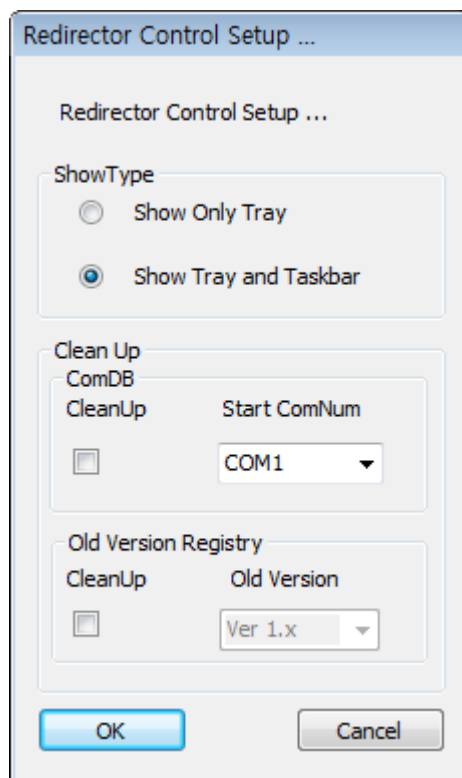 Redirector Control Setup ...
Redirector Control Setup ...
ShowType
Show Only Tray
Show Tray and Taskbar
Clean Up
ComDB
CleanUp Start ComNum
COM1
Old Version Registry
CleanUp Old Version
Ver 1.x
OK Cancel